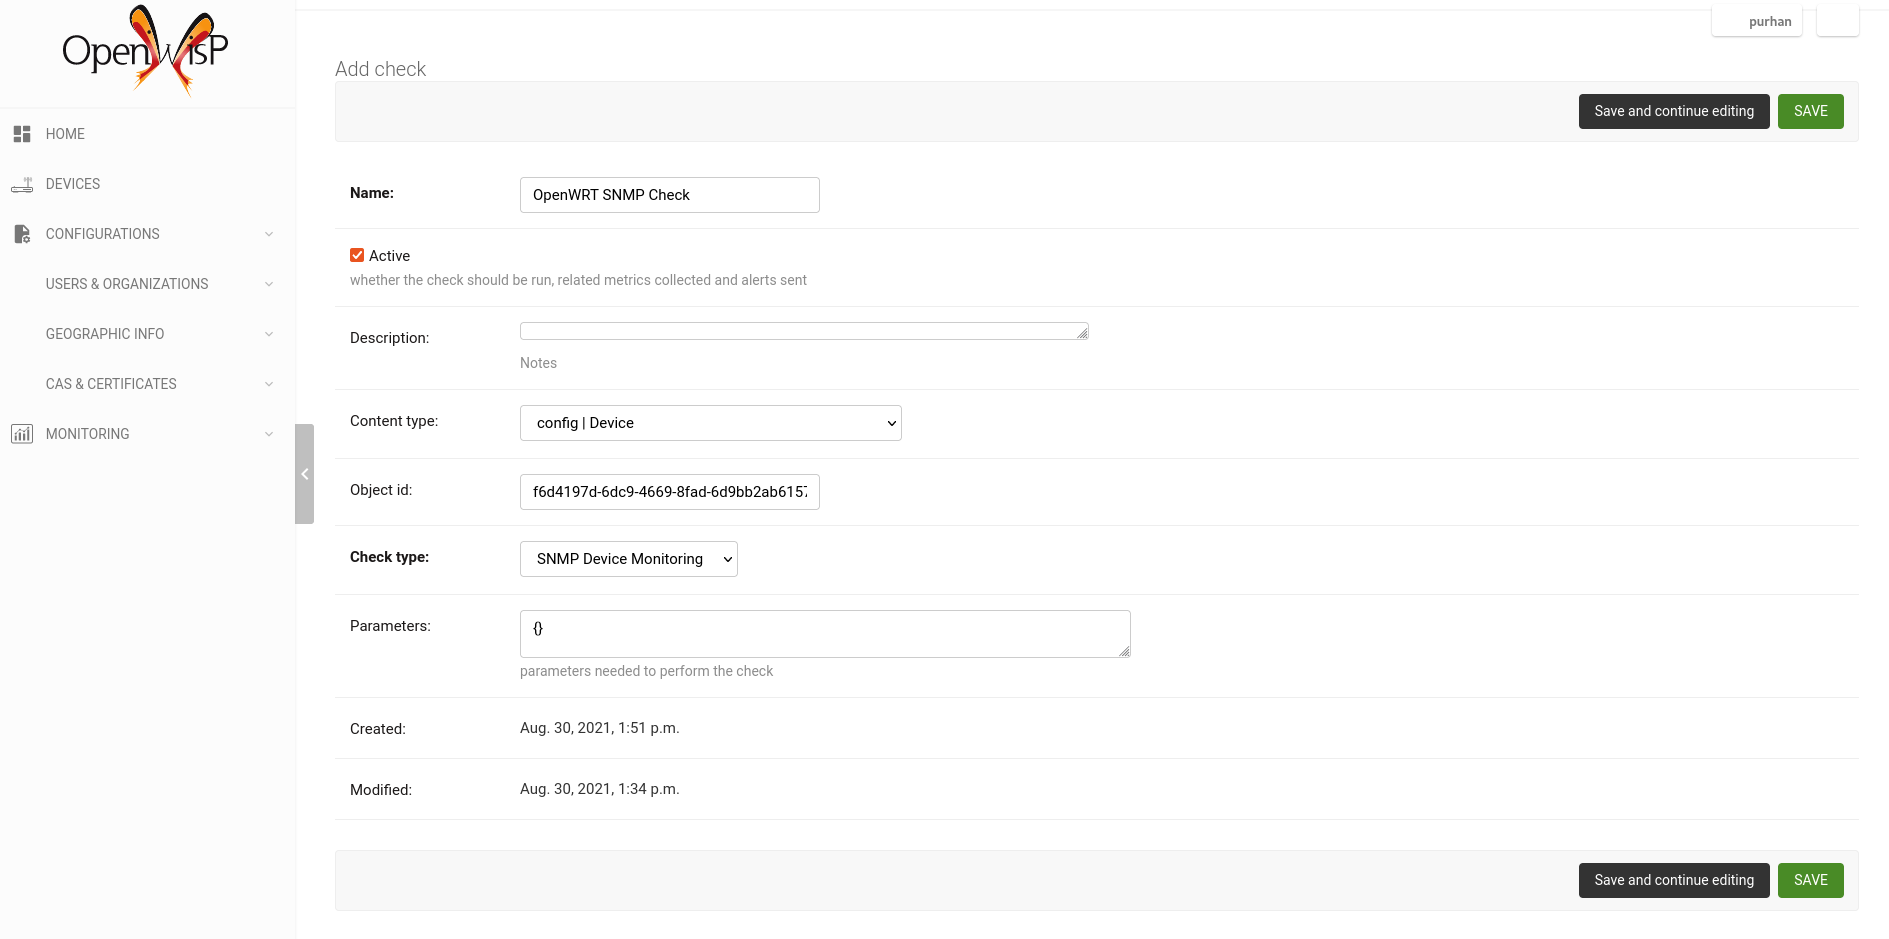 OpenWISP
purhan
Add check
Save and continue editing SAVE
HOME
DEVICES
CONFIGURATIONS
USERS & ORGANIZATIONS
GEOGRAPHIC INFO
CAS & CERTIFICATES
MONITORING
Name: OpenWRT SNMP Check
Active
whether the check should be run, related metrics collected and alerts sent
Description:
Notes
Content type: config | Device
Object id: f6d4197d-6dc9-4669-8fad-6d9bb2ab6157
Check type: SNMP Device Monitoring
Parameters: {}
parameters needed to perform the check
Created: Aug. 30, 2021, 1:51 p.m.
Modified: Aug. 30, 2021, 1:34 p.m.
Save and continue editing SAVE